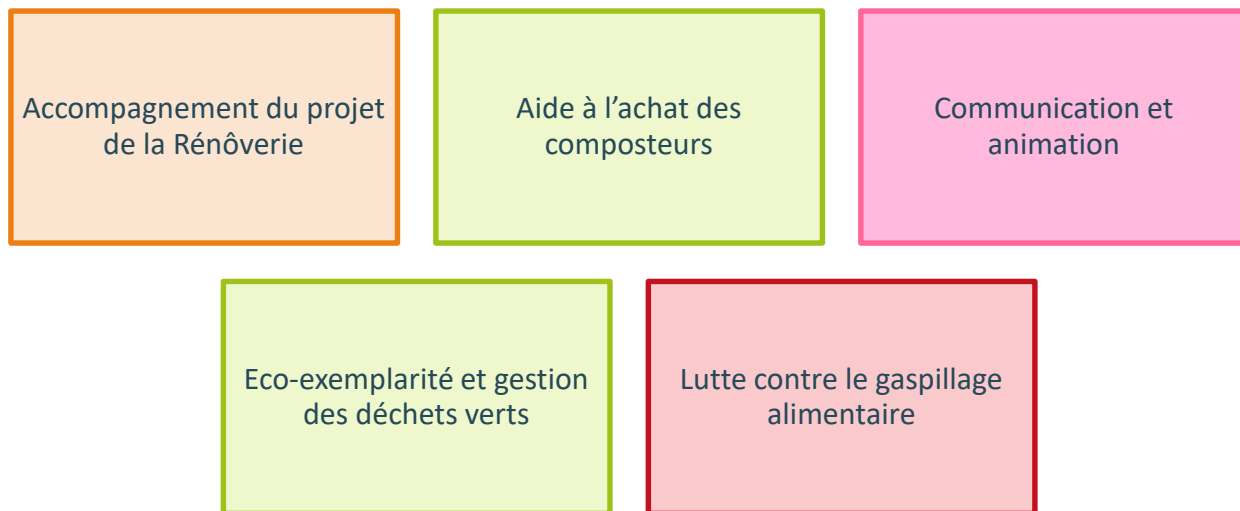 Accompagnement du projet
de la Rénôverie
Aide à l’achat des
composteurs
Communication et
animation
Eco-exemplarité et gestion
des déchets verts
Lutte contre le gaspillage
alimentaire